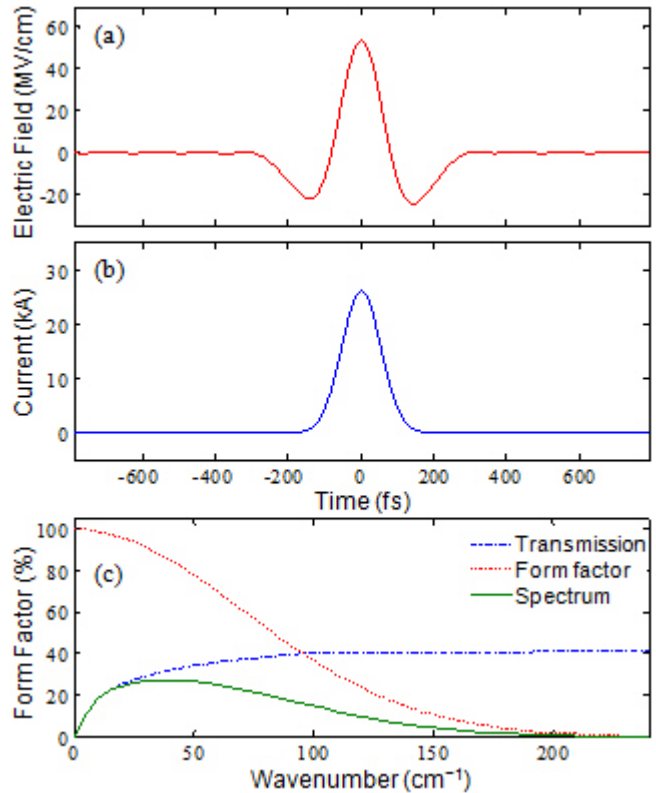 (a)
Electric Field (MV/cm)
60
40
20
0
-20
(b)
Current (kA)
30
20
10
0
-600 -400 -200 0 200 400 600
Time (fs)
(c)
Form Factor (%)
100
80
60
40
20
0
Transmission
Form factor
Spectrum
0 50 100 150 200
Wavenumber (cm⁻¹)